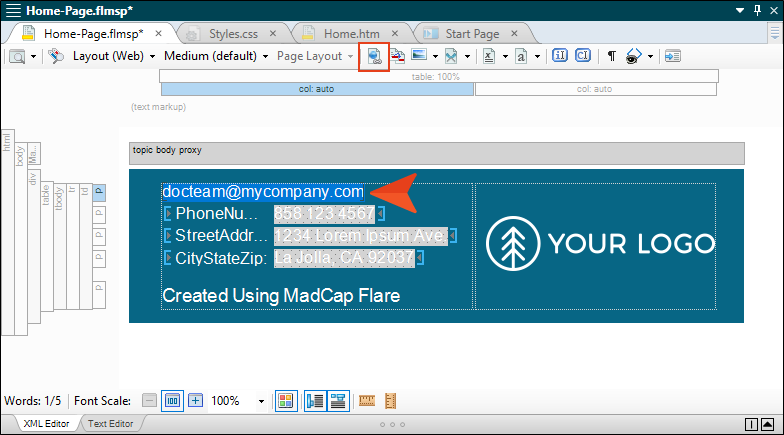 Home-Page.flmsp*
Home-Page.flmsp* Styles.css Home.htm Start Page
Layout (Web) Medium (default) Page Layout
table: 100%
col: auto col: auto
(text markup)
html body div table tbody tr td p
Ma...
p
p
p
p
topic body proxy
docteam@mycompany.com
PhoneNu... 858.123.4567
StreetAddr... 1234 Lorem Ipsum Ave.
CityStateZip: La Jolla, CA 92037
YOUR LOGO
Created Using MadCap Flare
Words: 1/5 Font Scale: 100 100%
XML Editor Text Editor